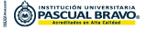 INSTITUCIÓN UNIVERSITARIA
PASCUAL BRAVO®
Acreditados en Alta Calidad